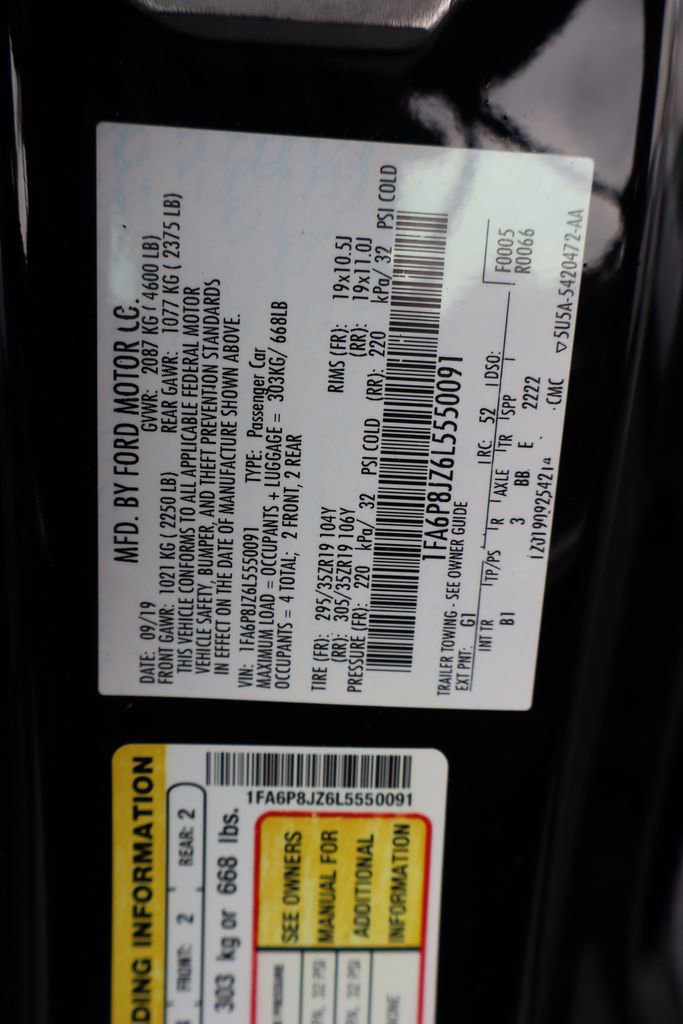 MFD. BY FORD MOTOR CO.
DATE: 09/19 GVWR: 2087 KG ( 4600 LB)
FRONT GAWR: 1021 KG ( 2250 LB) REAR GAWR: 1077 KG ( 2375 LB)
THIS VEHICLE CONFORMS TO ALL APPLICABLE FEDERAL MOTOR
VEHICLE SAFETY, BUMPER, AND THEFT PREVENTION STANDARDS
IN EFFECT ON THE DATE OF MANUFACTURE SHOWN ABOVE.
VIN: 1FA6P8JZ6L5550091 TYPE: Passenger Car
MAXIMUM LOAD = OCCUPANTS + LUGGAGE = 303KG/ 668LB
OCCUPANTS = 4 TOTAL; 2 FRONT, 2 REAR
TIRE (FR): 295/35ZR19 104Y RIMS (FR): 19x10.5J
(RR): 305/35ZR19 106Y (RR): 19x11.0J
PRESSURE (FR): 220 kPa/ 32 PSI COLD (RR): 220 kPa/ 32 PSI COLD
1FA6P8JZ6L5550091
TRAILER TOWING - SEE OWNER GUIDE
EXT PNT: G1 RC: 52 DSO: F0005
R0066
INT TR TP/PS R AXLE TR SPP
B1 3 BB E 2222
1Z01909254214 CMC ▽5U5A-5420472-AA
DING INFORMATION
FRONT: 2 REAR: 2
303 kg or 668 lbs.
1FA6P8JZ6L5550091
PRESSURE SEE OWNERS
32 PSI MANUAL FOR
32 PSI ADDITIONAL
INFORMATION